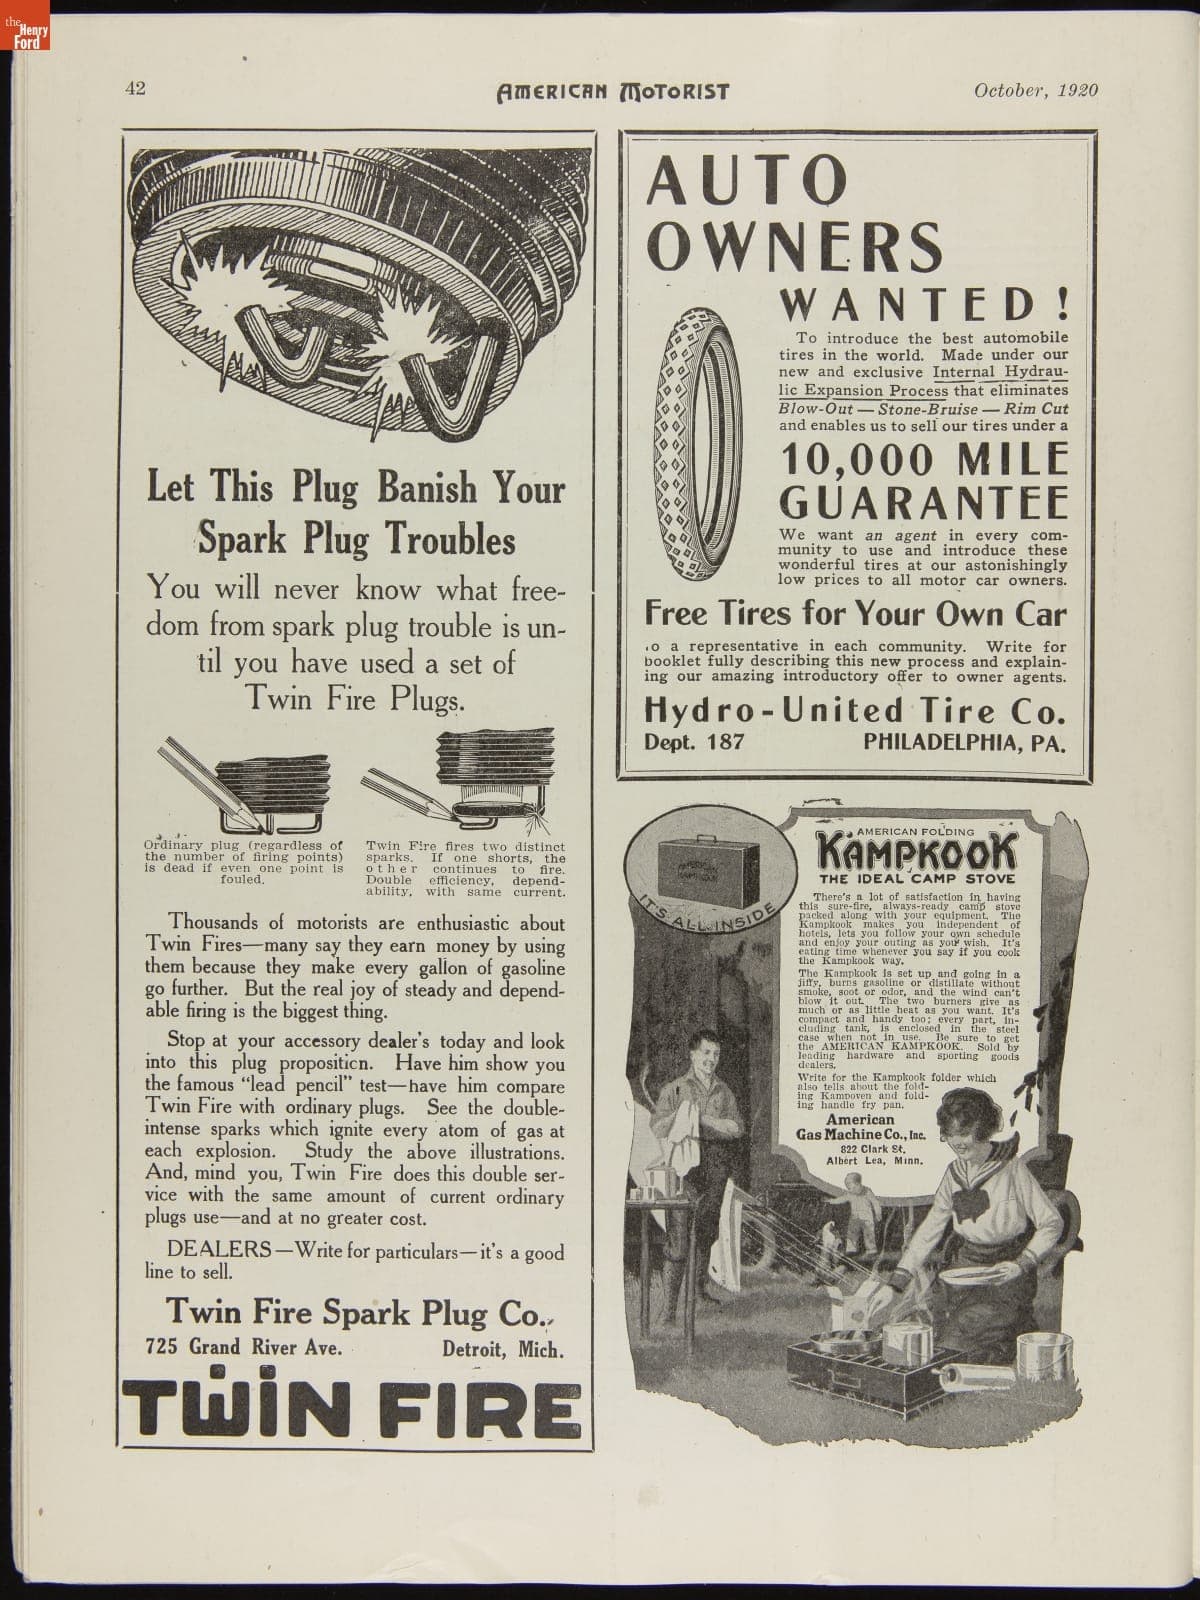 the
Henry
Ford
42
AMERICAN MOTORIST
October, 1920
Let This Plug Banish Your
Spark Plug Troubles
You will never know what free-
dom from spark plug trouble is un-
til you have used a set of
Twin Fire Plugs.
Ordinary plug (regardless of
the number of firing points)
is dead if even one point is
fouled.
Twin Fire fires two distinct
sparks. If one shorts, the
other continues to fire.
Double efficiency, depend-
ability, with same current.
Thousands of motorists are enthusiastic about
Twin Fires—many say they earn money by using
them because they make every gallon of gasoline
go further. But the real joy of steady and depend-
able firing is the biggest thing.
Stop at your accessory dealer's today and look
into this plug proposition. Have him show you
the famous "lead pencil" test—have him compare
Twin Fire with ordinary plugs. See the double-
intense sparks which ignite every atom of gas at
each explosion. Study the above illustrations.
And, mind you, Twin Fire does this double ser-
vice with the same amount of current ordinary
plugs use—and at no greater cost.
DEALERS—Write for particulars—it's a good
line to sell.
Twin Fire Spark Plug Co.,
725 Grand River Ave. Detroit, Mich.
TWIN FIRE
AUTO
OWNERS
WANTED!
To introduce the best automobile
tires in the world. Made under our
new and exclusive Internal Hydrau-
lic Expansion Process that eliminates
Blow-Out—Stone-Bruise—Rim Cut
and enables us to sell our tires under a
10,000 MILE
GUARANTEE
We want an agent in every com-
munity to use and introduce these
wonderful tires at our astonishingly
low prices to all motor car owners.
Free Tires for Your Own Car
to a representative in each community. Write for
booklet fully describing this new process and explain-
ing our amazing introductory offer to owner agents.
Hydro-United Tire Co.
Dept. 187 PHILADELPHIA, PA.
AMERICAN
KAMPKOOK
IT'S ALL INSIDE
AMERICAN FOLDING
KAMPKOOK
THE IDEAL CAMP STOVE
There's a lot of satisfaction in having
this sure-fire, always-ready camp stove
packed along with your equipment. The
Kampkook makes you independent of
hotels, lets you follow your own schedule
and enjoy your outing as you wish. It's
eating time whenever you say if you cook
the Kampkook way.
The Kampkook is set up and going in a
jiffy, burns gasoline or distillate without
smoke, soot or odor, and the wind can't
blow it out. The two burners give as
much or as little heat as you want. It's
compact and handy too; every part, in-
cluding tank, is enclosed in the steel
case when not in use. Be sure to get
the AMERICAN KAMPKOOK. Sold by
leading hardware and sporting goods
dealers.
Write for the Kampkook folder which
also tells about the fold-
ing Kampoven and fold-
ing handle fry pan.
American
Gas Machine Co., Inc.
822 Clark St.
Albert Lea, Minn.